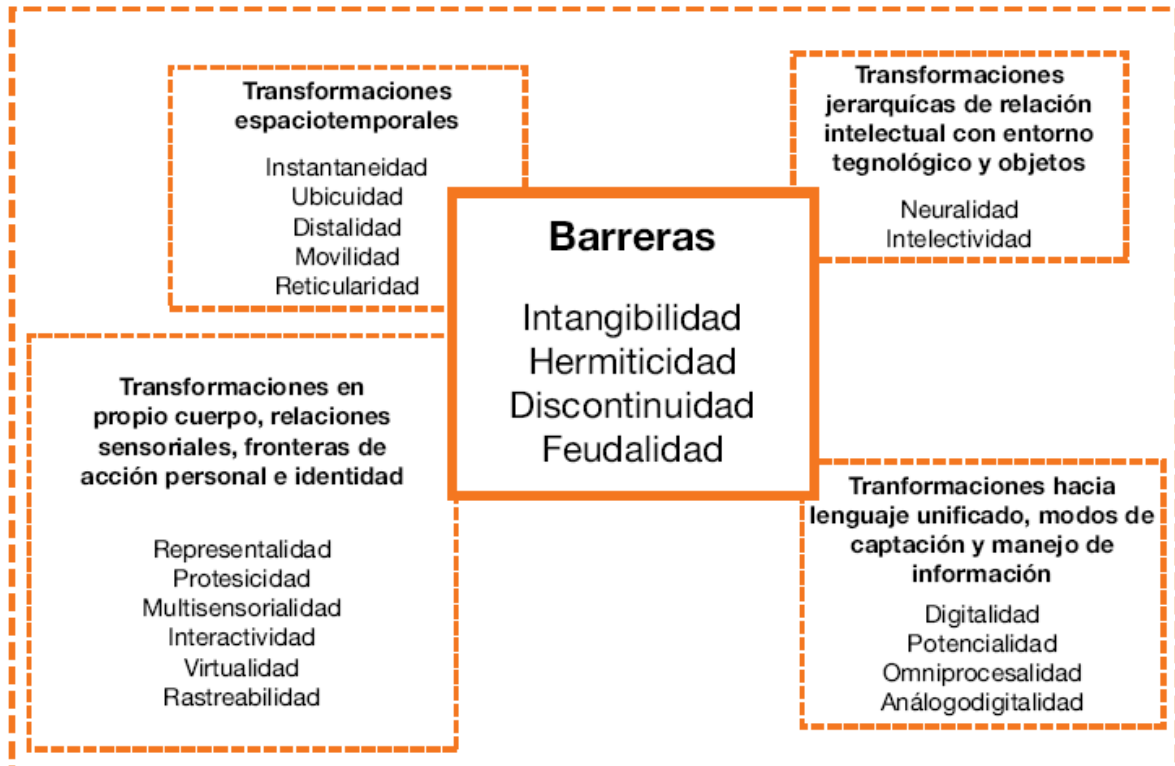 Transformaciones
espaciotemporales
Instantaneidad
Ubicuidad
Distalidad
Movilidad
Reticularidad
Transformaciones
jerarquícas de relación
intelectual con entorno
tegnológico y objetos
Neuralidad
Intelectividad
Barreras
Intangibilidad
Hermiticidad
Discontinuidad
Feudalidad
Transformaciones en
propio cuerpo, relaciones
sensoriales, fronteras de
acción personal e identidad
Representalidad
Protesicidad
Multisensorialidad
Interactividad
Virtualidad
Rastreabilidad
Tranformaciones hacia
lenguaje unificado, modos de
captación y manejo de
información
Digitalidad
Potencialidad
Omniprocesalidad
Análogodigitalidad